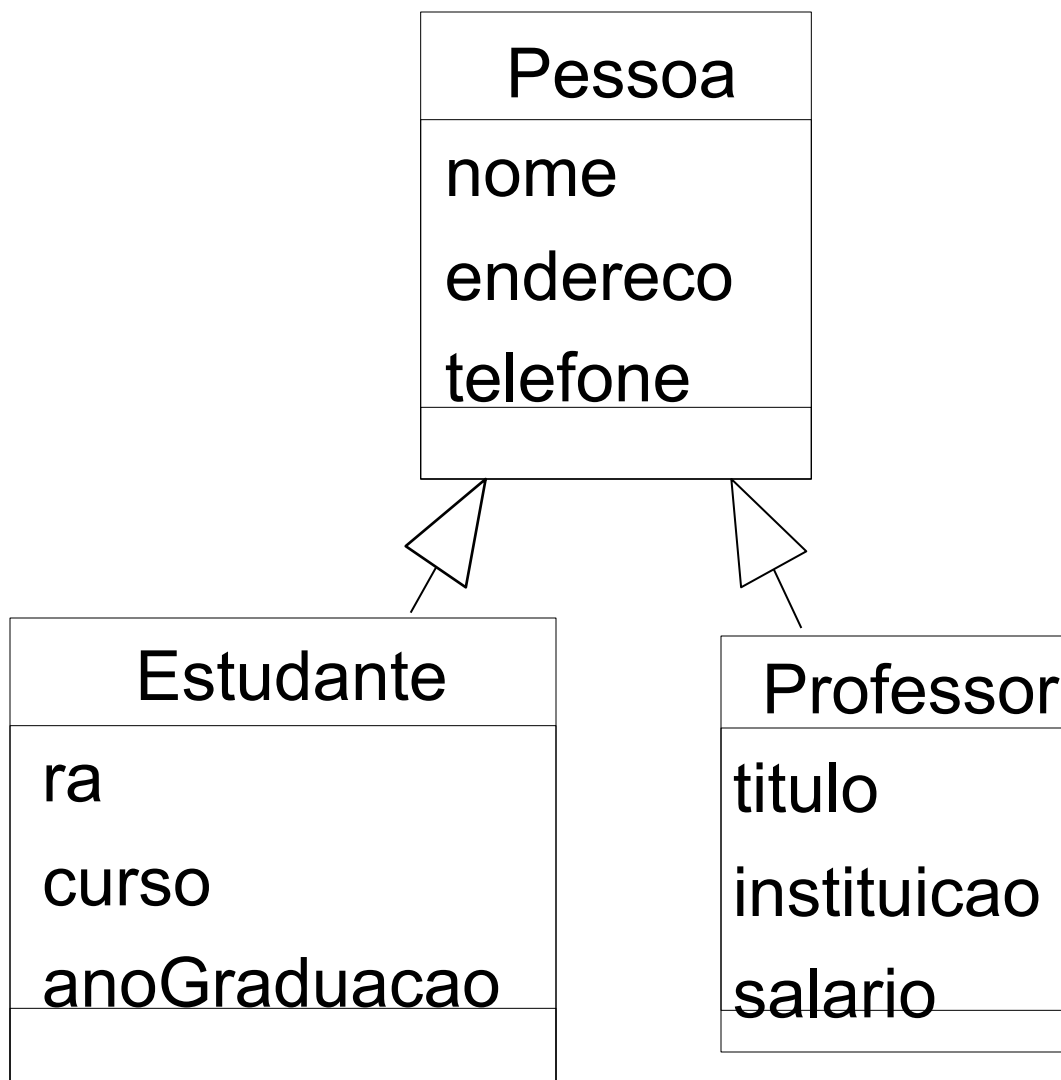 Pessoa
nome
endereco
telefone
Estudante
ra
curso
anoGraduacao
Professor
titulo
instituicao
salario